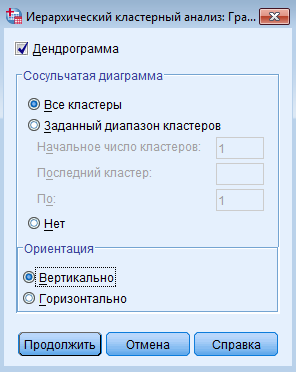 Иерархический кластерный анализ: Гра...
Дендрограмма
Сосульчатая диаграмма
Все кластеры
Заданный диапазон кластеров
Начальное число кластеров: 1
Последний кластер:
По: 1
Нет
Ориентация
Вертикально
Горизонтально
Продолжить Отмена Справка